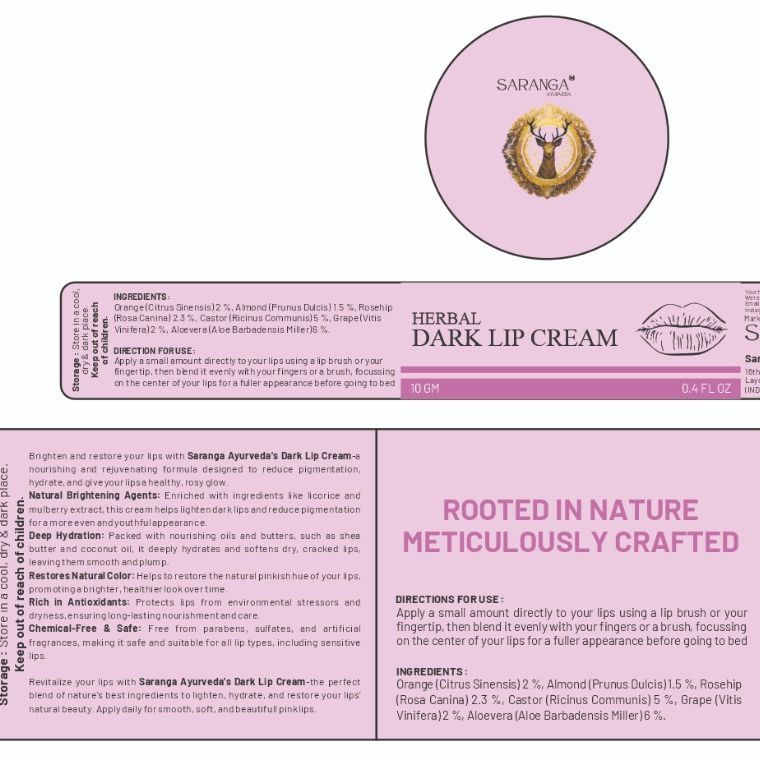 SARANGA
AYURVEDA
Storage : Store in a cool,
dry & dark place.
Keep out of reach
of children.
INGREDIENTS :
Orange (Citrus Sinensis) 2 %, Almond (Prunus Dulcis) 1.5 %, Rosehip
(Rosa Canina) 2.3 %, Castor (Ricinus Communis) 5 %, Grape (Vitis
Vinifera) 2 %, Aloevera (Aloe Barbadensis Miller) 6 %.
DIRECTION FOR USE :
Apply a small amount directly to your lips using a lip brush or your
fingertip, then blend it evenly with your fingers or a brush, focussing
on the center of your lips for a fuller appearance before going to bed
HERBAL
DARK LIP CREAM
10 GM
0.4 FL OZ
Your
We're
Email
Mark
S
Sar
16th
Layo
(IND
Storage : Store in a cool, dry & dark place.
Keep out of reach of children.
Brighten and restore your lips with Saranga Ayurveda's Dark Lip Cream-a
nourishing and rejuvenating formula designed to reduce pigmentation,
hydrate, and give your lips a healthy, rosy glow.
Natural Brightening Agents: Enriched with ingredients like licorice and
mulberry extract, this cream helps lighten dark lips and reduce pigmentation
for a more even and youthful appearance.
Deep Hydration: Packed with nourishing oils and butters, such as shea
butter and coconut oil, it deeply hydrates and softens dry, cracked lips,
leaving them smooth and plump.
Restores Natural Color: Helps to restore the natural pinkish hue of your lips,
promoting a brighter, healthier look over time.
Rich in Antioxidants: Protects lips from environmental stressors and
dryness, ensuring long-lasting nourishment and care.
Chemical-Free & Safe: Free from parabens, sulfates, and artificial
fragrances, making it safe and suitable for all lip types, including sensitive
lips.
Revitalize your lips with Saranga Ayurveda's Dark Lip Cream-the perfect
blend of nature's best ingredients to lighten, hydrate, and restore your lips'
natural beauty. Apply daily for smooth, soft, and beautifull pink lips.
ROOTED IN NATURE
METICULOUSLY CRAFTED
DIRECTIONS FOR USE :
Apply a small amount directly to your lips using a lip brush or your
fingertip, then blend it evenly with your fingers or a brush, focussing
on the center of your lips for a fuller appearance before going to bed
INGREDIENTS :
Orange (Citrus Sinensis) 2 %, Almond (Prunus Dulcis) 1.5 %, Rosehip
(Rosa Canina) 2.3 %, Castor (Ricinus Communis) 5 %, Grape (Vitis
Vinifera) 2 %, Aloevera (Aloe Barbadensis Miller) 6 %.